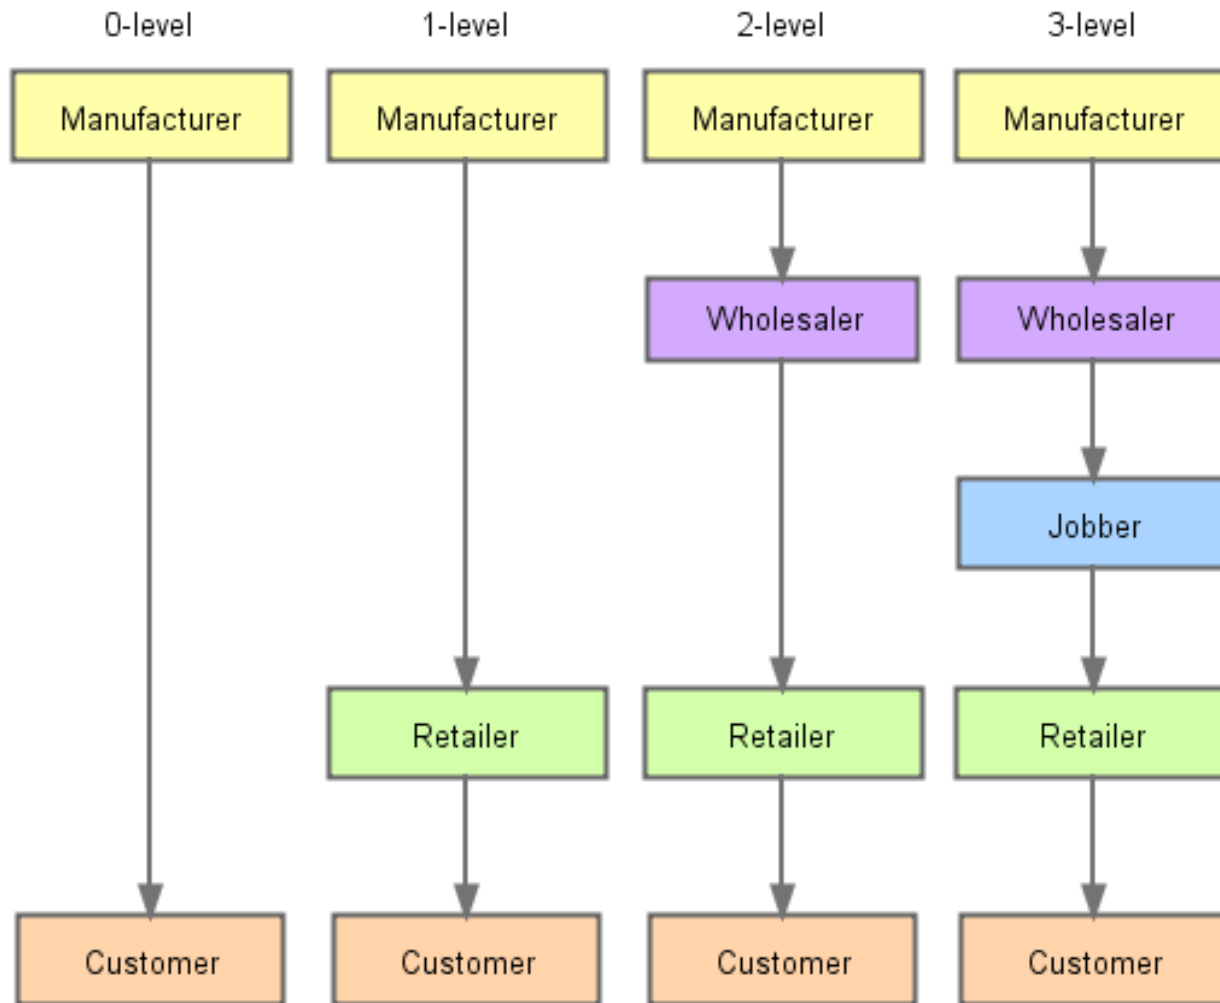 0-level 1-level 2-level 3-level
Manufacturer Manufacturer Manufacturer Manufacturer
Wholesaler Wholesaler
Jobber
Retailer Retailer Retailer
Customer Customer Customer Customer